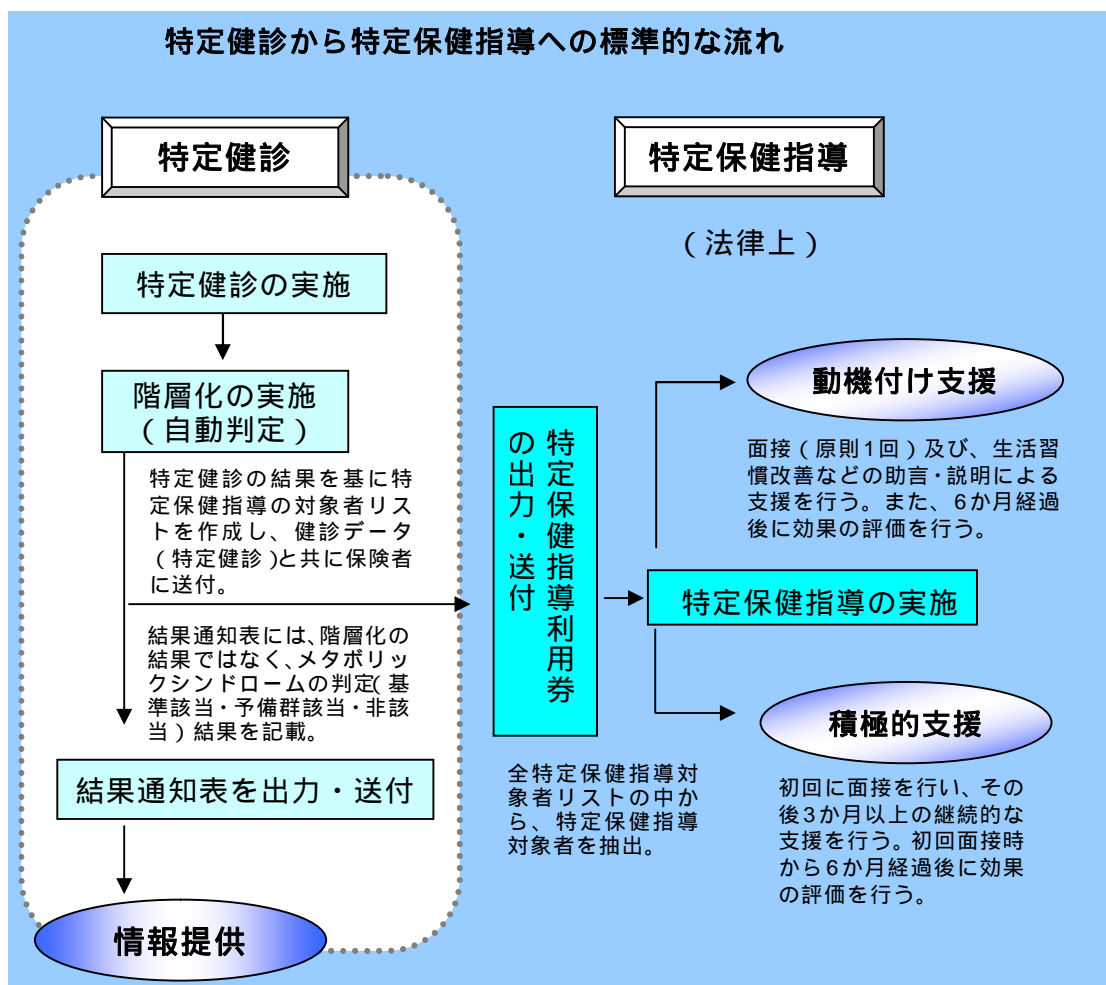 特定健診から特定保健指導への標準的な流れ
特定健診
特定健診の実施
階層化の実施
（自動判定）
特定健診の結果を基に特
定保健指導の対象者リス
トを作成し、健診データ
（特定健診）と共に保険者
に送付。
結果通知表には、階層化の
結果ではなく、メタボリッ
クシンドロームの判定（基
準該当・予備群該当・非該
当）結果を記載。
結果通知表を出力・送付
情報提供
特定保健指導利用券
の出力・送付
全特定保健指導対
象者リストの中か
ら、特定保健指導
対象者を抽出。
特定保健指導
（法律上）
動機付け支援
面接（原則1回）及び、生活習
慣改善などの助言・説明による
支援を行う。また、6か月経過
後に効果の評価を行う。
特定保健指導の実施
積極的支援
初回に面接を行い、その
後3か月以上の継続的な
支援を行う。初回面接時
から6か月経過後に効果
の評価を行う。